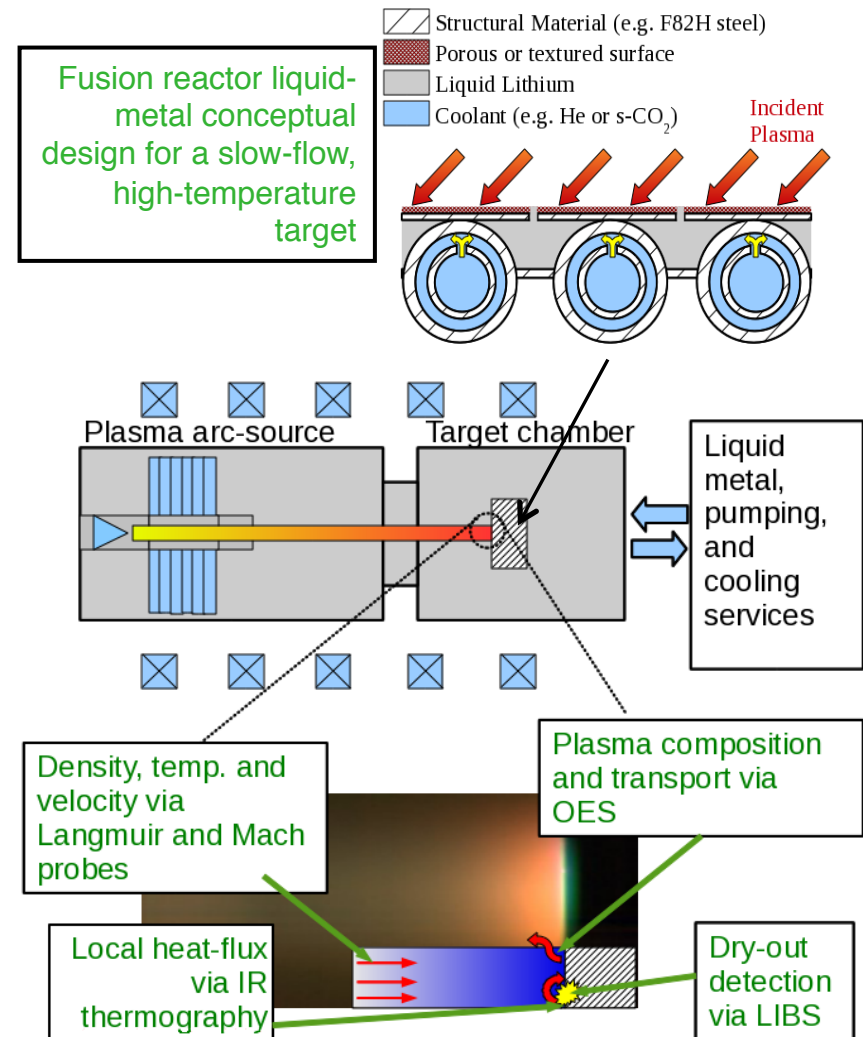 Structural Material (e.g. F82H steel)
Porous or textured surface
Liquid Lithium
Coolant (e.g. He or s-CO₂)
Fusion reactor liquid-
metal conceptual
design for a slow-flow,
high-temperature
target
Incident
Plasma
Plasma arc-source
Target chamber
Liquid
metal,
pumping,
and
cooling
services
Density, temp. and
velocity via
Langmuir and Mach
probes
Plasma composition
and transport via
OES
Local heat-flux
via IR
thermography
Dry-out
detection
via LIBS